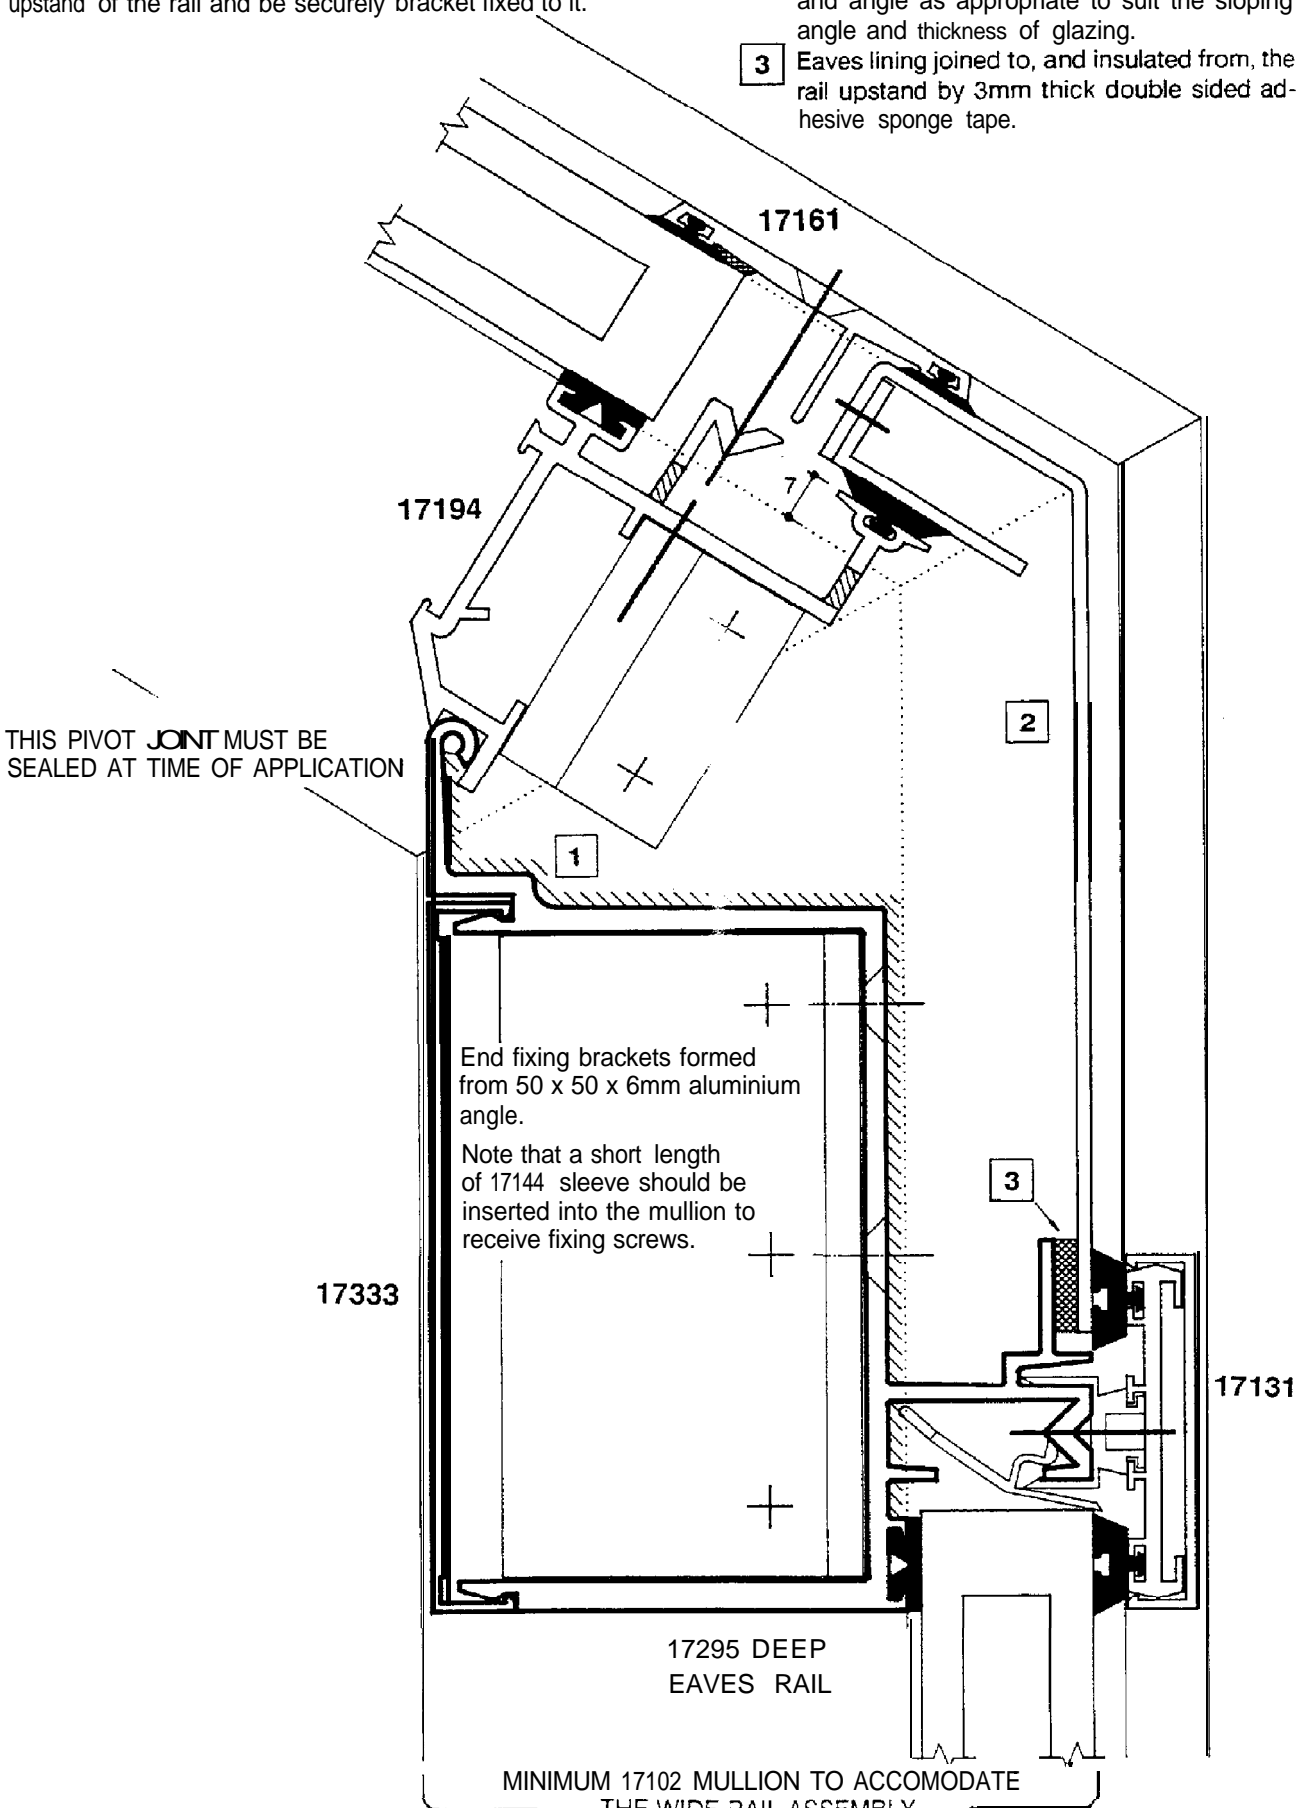 upstand of the rail and be securely bracket fixed to it.
and angle as appropriate to suit the sloping
angle and thickness of glazing.
3 Eaves lining joined to, and insulated from, the
rail upstand by 3mm thick double sided ad-
hesive sponge tape.
17161
7
17194
2
THIS PIVOT JOINT MUST BE
SEALED AT TIME OF APPLICATION
1
End fixing brackets formed
from 50 x 50 x 6mm aluminium
angle.
Note that a short length
of 17144 sleeve should be
inserted into the mullion to
receive fixing screws.
3
17333
17131
17295 DEEP
EAVES RAIL
MINIMUM 17102 MULLION TO ACCOMODATE
THE WIDE RAIL ASSEMBLY